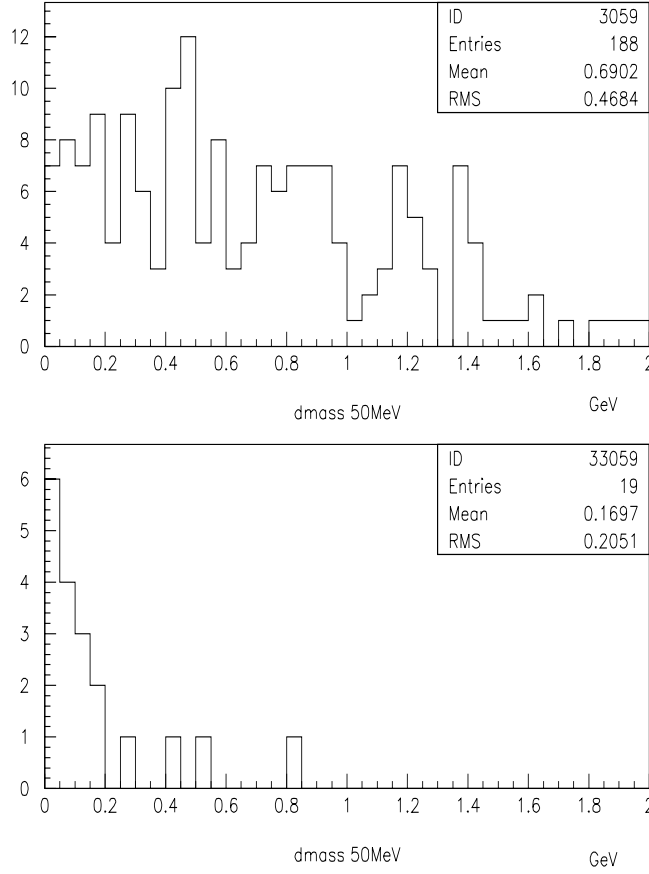 ID 3059
Entries 188
Mean 0.6902
RMS 0.4684
12
10
8
6
4
2
0
0 0.2 0.4 0.6 0.8 1 1.2 1.4 1.6 1.8 2
dmass 50MeV GeV
ID 33059
Entries 19
Mean 0.1697
RMS 0.2051
6
5
4
3
2
1
0
0 0.2 0.4 0.6 0.8 1 1.2 1.4 1.6 1.8 2
dmass 50MeV GeV